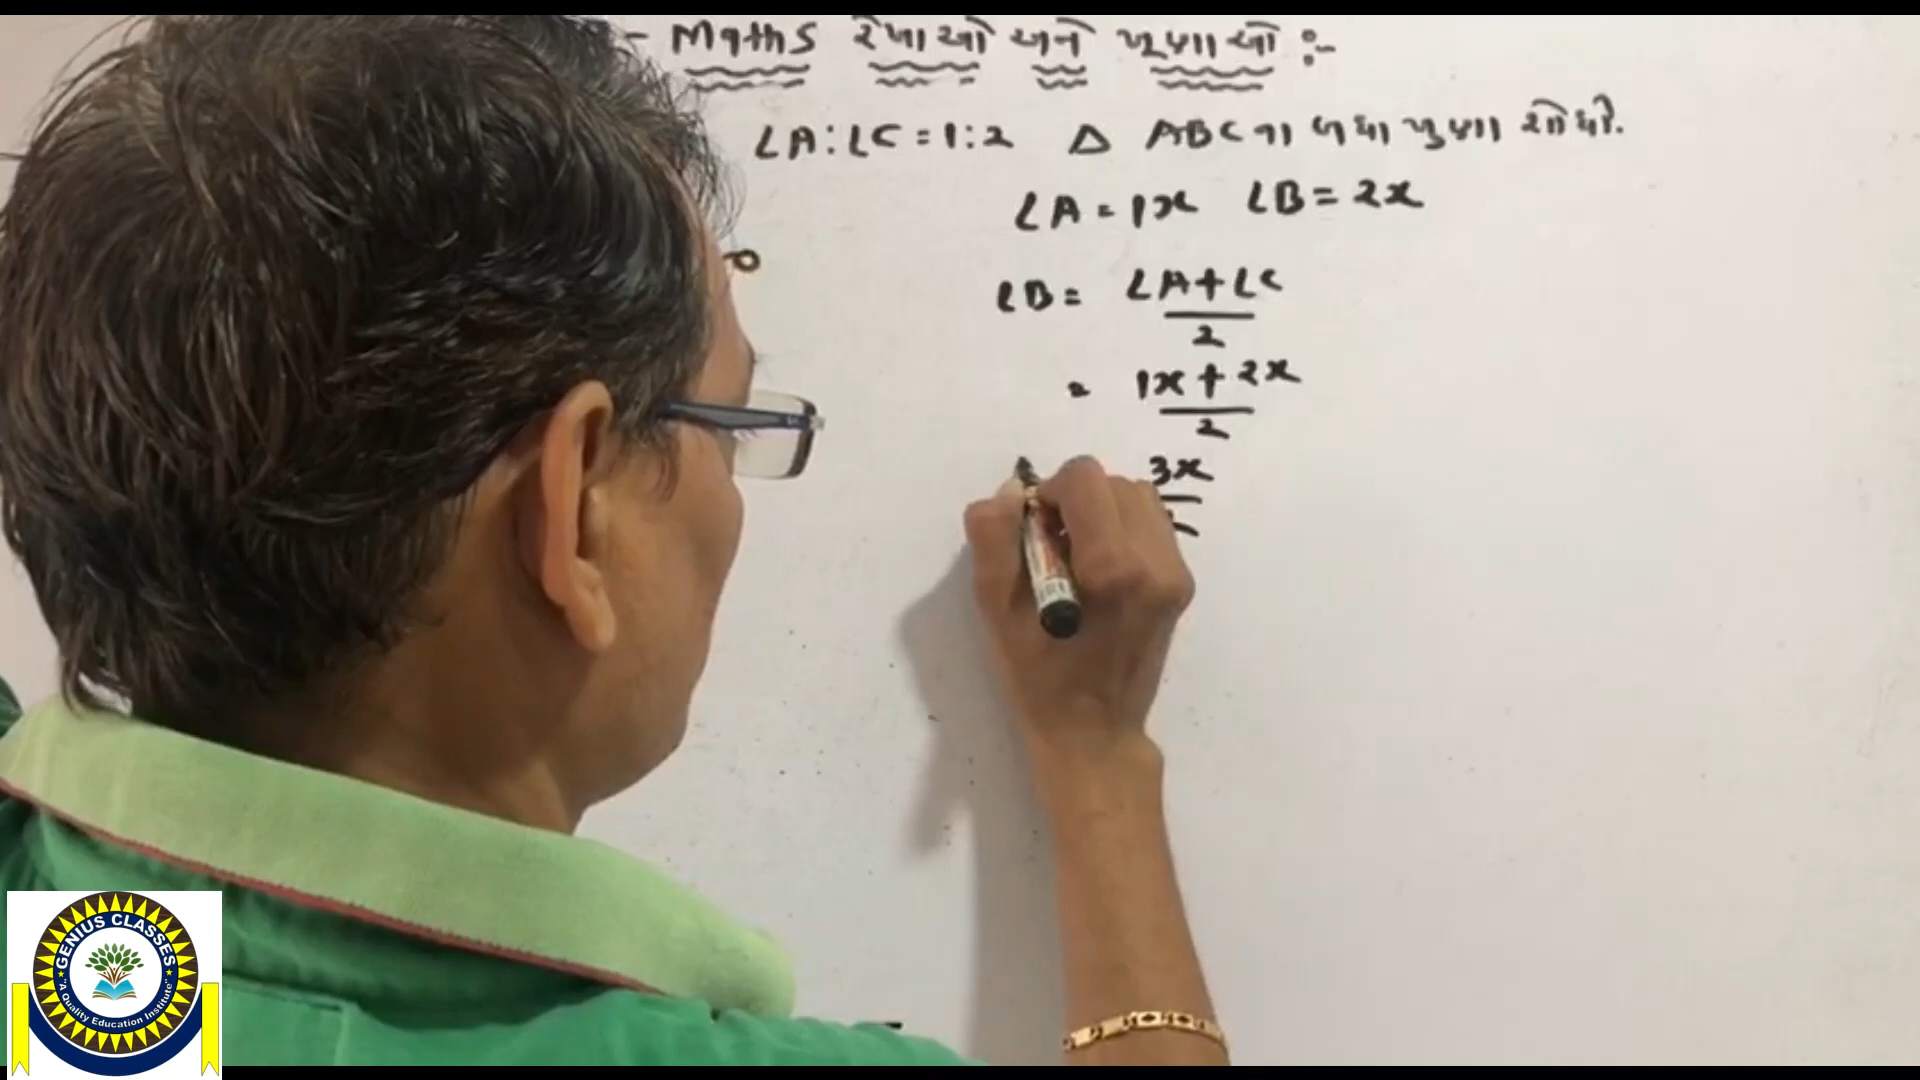 - Maths રેખાઓ અને ખૂણાઓ :-
∠A:∠C = 1:2 Δ ABC ના બધા ખુણા શોધો.
∠A = 1x ∠B = 2x
∠B = ∠A+∠C
2
= 1x + 2x
2
3x
GENIUS CLASSES
"A Quality Education Institute"